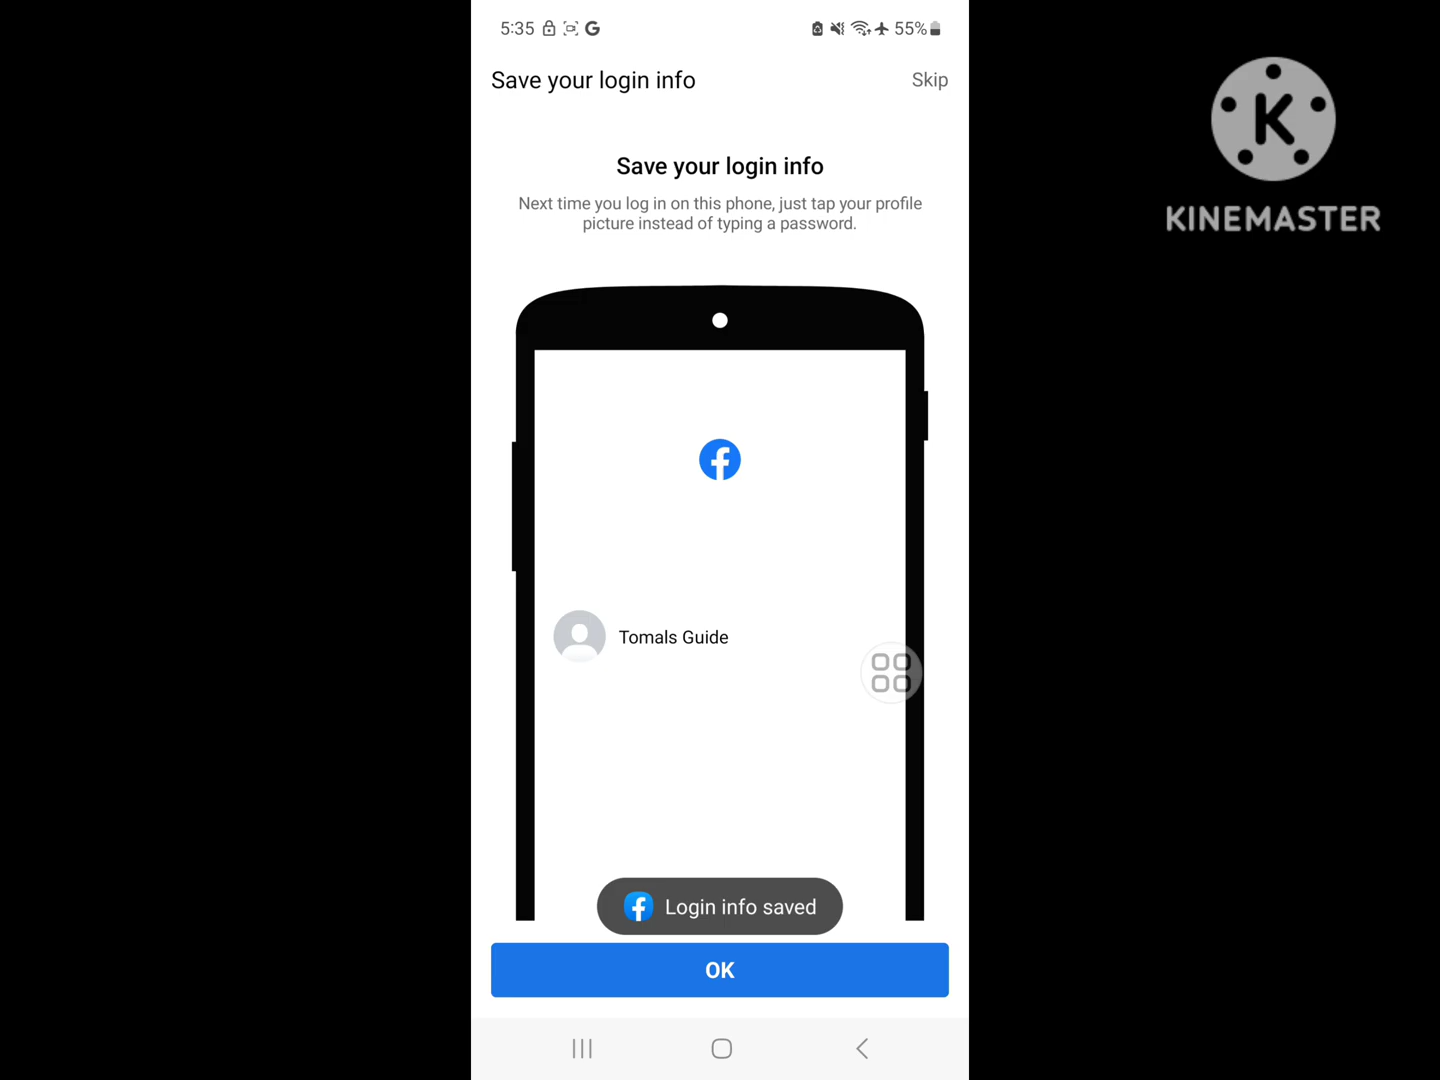 5:35 G 55%
Save your login info
Skip
Save your login info
Next time you log in on this phone, just tap your profile
picture instead of typing a password.
Tomals Guide
Login info saved
OK
K
KINEMASTER